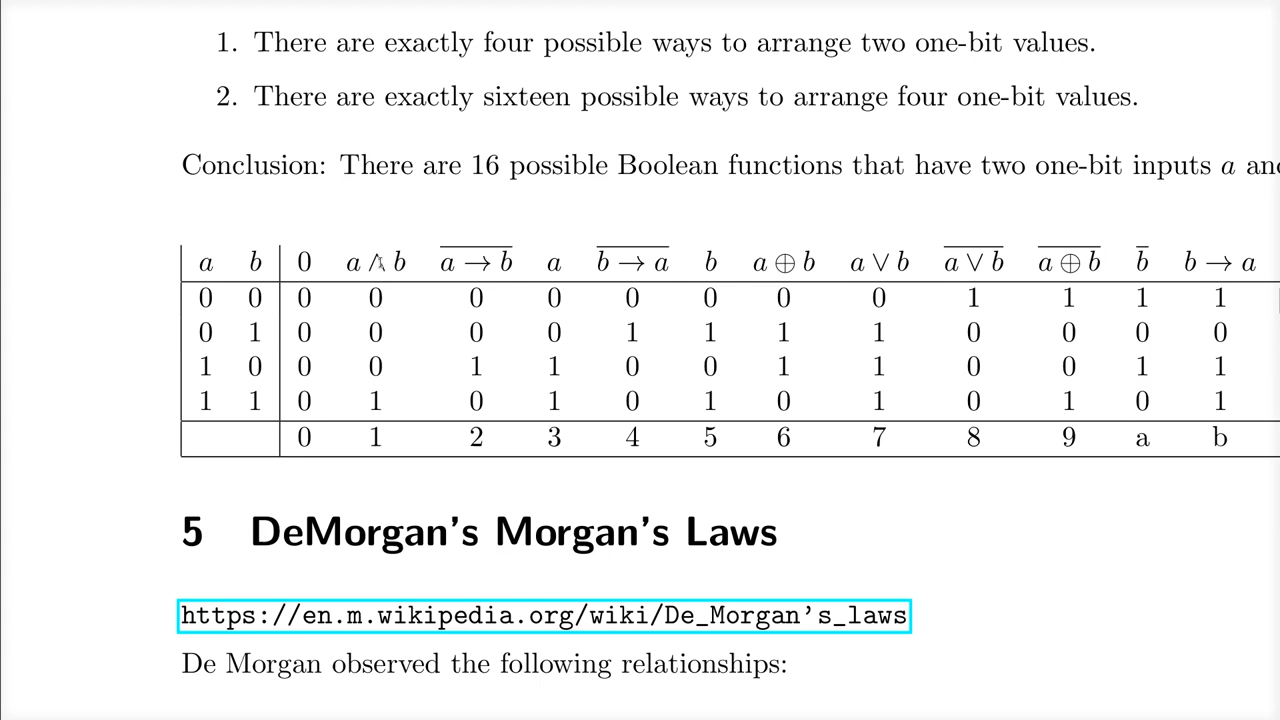 1. There are exactly four possible ways to arrange two one-bit values.
2. There are exactly sixteen possible ways to arrange four one-bit values.
Conclusion: There are 16 possible Boolean functions that have two one-bit inputs a and
a b 0 a ∧ b a̅ ̅→̅ ̅b̅ a b̅ ̅→̅ ̅a̅ b a ⊕ b a ∨ b a̅ ̅∨̅ ̅b̅ a̅ ̅⊕̅ ̅b̅ b̅ b → a
0 0 0 0 0 0 0 0 0 0 1 1 1 1
0 1 0 0 0 0 1 1 1 1 0 0 0 0
1 0 0 0 1 1 0 0 1 1 0 0 1 1
1 1 0 1 0 1 0 1 0 1 0 1 0 1
0 1 2 3 4 5 6 7 8 9 a b
5 DeMorgan's Morgan's Laws
https://en.m.wikipedia.org/wiki/De_Morgan's_laws
De Morgan observed the following relationships: